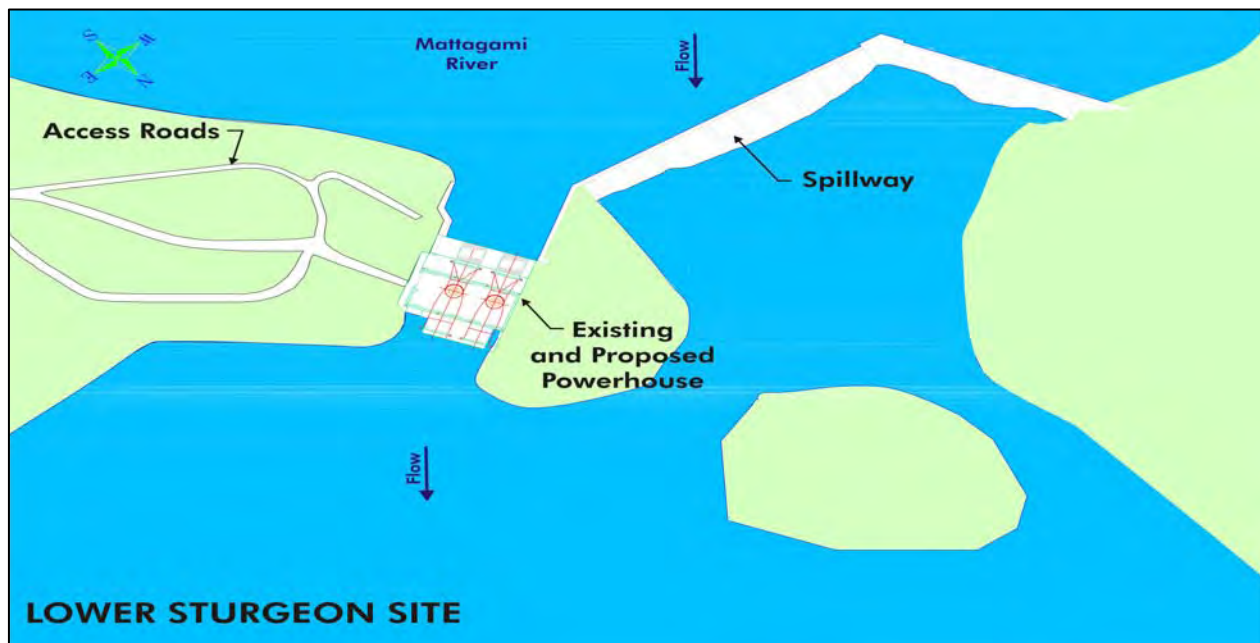 S
W
E
N
Mattagami
River
Flow
Access Roads
Spillway
Existing
and Proposed
Powerhouse
Flow
LOWER STURGEON SITE